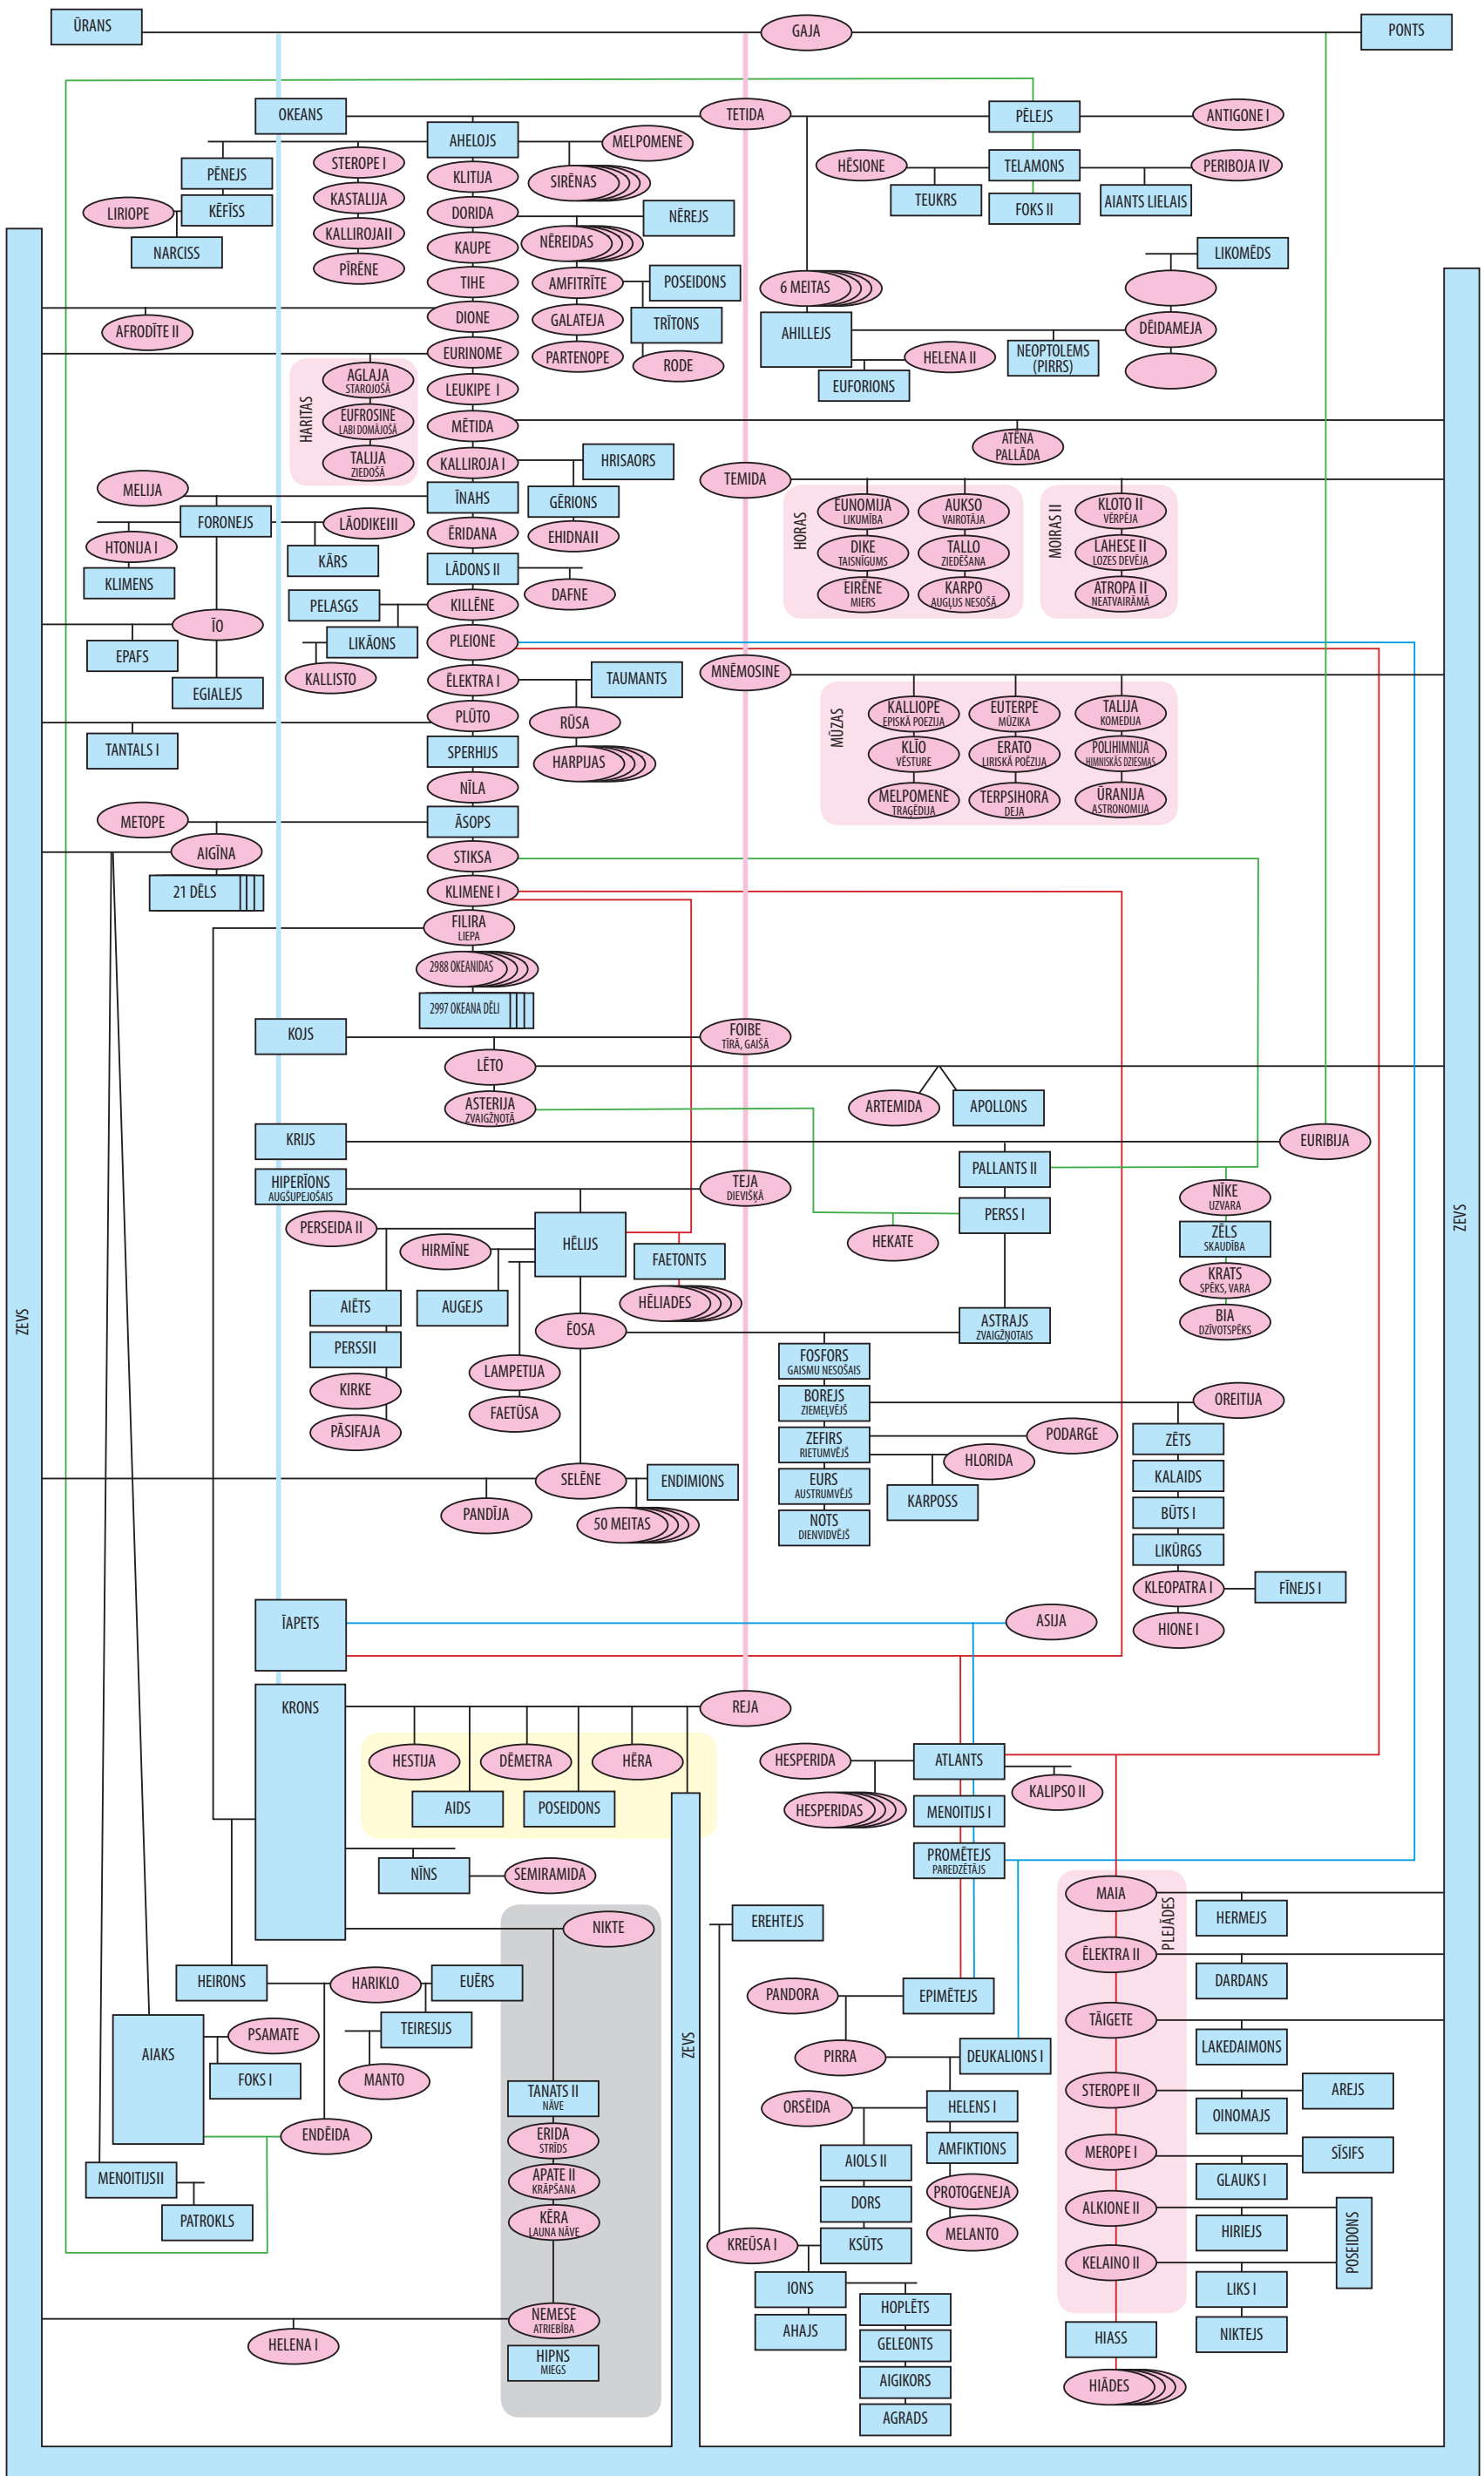 ŪRANS
GAJA
PONTS
OKEANS
TETIDA
PĒLEJS
ANTIGONE I
AHELOJS
MELPOMENE
STEROPE I
PĒNEJS
SIRĒNAS
KLITIJA
HĒSIONE
TELAMONS
PERIBOJA IV
KASTALIJA
TEUKRS
FOKS II
AIANTS LIELAIS
LIRIOPE
KĒFĪSS
DORIDA
NĒREJS
KALLIROJAII
NĒREIDAS
NARCISS
KAUPE
LIKOMĒDS
PĪRĒNE
TIHE
AMFITRĪTE
POSEIDONS
6 MEITAS
AFRODĪTE II
DIONE
GALATEJA
TRĪTONS
AHILLEJS
DĒIDAMEJA
EURINOME
PARTENOPE
RODE
HELENA II
NEOPTOLEMS
(PIRRS)
EUFORIONS
HARITAS
AGLAJA
STAROJOŠĀ
EUFROSINE
LABI DOMĀJOŠĀ
TALIJA
ZIEDOŠĀ
LEUKIPE I
MĒTIDA
ATĒNA
PALLĀDA
KALLIROJA I
HRISAORS
TEMIDA
MELIJA
ĪNAHS
GĒRIONS
HORAS
EUNOMIJA
LIKUMĪBA
AUKSO
VAIROTĀJA
MOIRAS II
KLOTO II
VĒRPĒJA
FORONEJS
LĀODIKEIII
ĒRIDANA
EHIDNAII
HTONIJA I
KĀRS
DIKE
TAISNĪGUMS
TALLO
ZIEDĒŠANA
LAHESE II
LOZES DEVĒJA
KLIMENS
LĀDONS II
DAFNE
EIRĒNE
MIERS
KARPO
AUGĻUS NESOŠĀ
ATROPA II
NEATVAIRĀMĀ
PELASGS
KILLĒNE
ĪO
LIKĀONS
PLEIONE
EPAFS
KALLISTO
ĒLEKTRA I
TAUMANTS
MNĒMOSINE
EGIALEJS
PLŪTO
RŪSA
MŪZAS
KALLIOPE
EPISKĀ POEZIJA
EUTERPE
MŪZIKA
TALIJA
KOMEDIJA
TANTALS I
SPERHIJS
HARPIJAS
KLĪO
VĒSTURE
ERATO
LIRISKĀ POĒZIJA
POLIHIMNIJA
HIMNISKĀS DZIESMAS
NĪLA
MELPOMENE
TRAĢĒDIJA
TERPSIHORA
DEJA
ŪRANIJA
ASTRONOMIJA
METOPE
ĀSOPS
AIGĪNA
STIKSA
21 DĒLS
KLIMENE I
FILIRA
LIEPA
2988 OKEANIDAS
2997 OKEANA DĒLI
KOJS
FOIBE
TĪRĀ, GAIŠĀ
LĒTO
ASTERIJA
ZVAIGŽŅOTĀ
ARTEMIDA
APOLLONS
KRIJS
EURIBIJA
HIPERĪONS
AUGŠUPEJOŠAIS
TEJA
DIEVIŠĶĀ
PALLANTS II
NĪKE
UZVARA
PERSEIDA II
HĒLIJS
PERSS I
ZĒLS
SKAUDĪBA
HIRMĪNE
FAETONTS
HEKATE
KRATS
SPĒKS, VARA
AIĒTS
AUGEJS
HĒLIADES
ĒOSA
ASTRAJS
ZVAIGŽŅOTAIS
BIA
DZĪVOTSPĒKS
ZEVS
ZEVS
PERSSII
LAMPETIJA
FOSFORS
GAISMU NESOŠAIS
KIRKE
FAETŪSA
BOREJS
ZIEMEĻVĒJŠ
OREITIJA
PĀSIFAJA
ZEFIRS
RIETUMVĒJŠ
PODARGE
ZĒTS
HLORIDA
SELĒNE
ENDIMIONS
EURS
AUSTRUMVĒJŠ
KARPOSS
KALAIDS
PANDĪJA
50 MEITAS
NOTS
DIENVIDVĒJŠ
BŪTS I
LIKŪRGS
KLEOPATRA I
FĪNEJS I
ĪAPETS
ASIJA
HIONE I
KRONS
REJA
HESTIJA
DĒMETRA
HĒRA
HESPERIDA
ATLANTS
KALIPSO II
AIDS
POSEIDONS
HESPERIDAS
MENOITIJS I
PROMĒTEJS
PAREDZĒTĀJS
NĪNS
SEMIRAMIDA
PLEJĀDES
MAIA
HERMEJS
NIKTE
EREHTEJS
ĒLEKTRA II
DARDANS
HEIRONS
HARIKLO
EUĒRS
PANDORA
EPIMĒTEJS
TEIRESIJS
TĀIGETE
LAKEDAIMONS
AIAKS
PSAMATE
ZEVS
PIRRA
DEUKALIONS I
FOKS I
MANTO
TANATS II
NĀVE
ORSĒIDA
HELENS I
STEROPE II
AREJS
OINOMAJS
ENDĒIDA
ERIDA
STRĪDS
AMFIKTIONS
MEROPE I
SĪSIFS
MENOITIJSII
APATE II
KRĀPŠANA
AIOLS II
PROTOGENEJA
GLAUKS I
PATROKLS
KĒRA
ĻAUNA NĀVE
DORS
ALKIONE II
HIRIEJS
POSEIDONS
KREŪSA I
KSŪTS
MELANTO
KELAINO II
LIKS I
IONS
HOPLĒTS
NEMESE
ATRIEBĪBA
AHAJS
NIKTEJS
HELENA I
HIPNS
MIEGS
GELEONTS
HIASS
AIGIKORS
HIĀDES
AGRADS